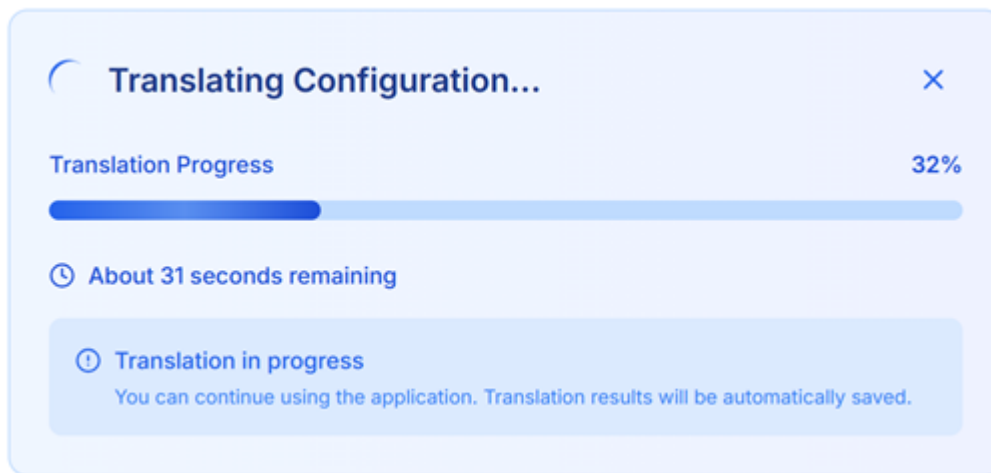 Translating Configuration...
Translation Progress
32%
About 31 seconds remaining
Translation in progress
You can continue using the application. Translation results will be automatically saved.